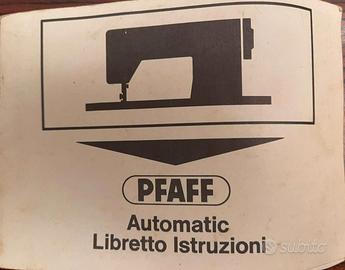 PFAFF
Automatic
Libretto Istruzioni
subito